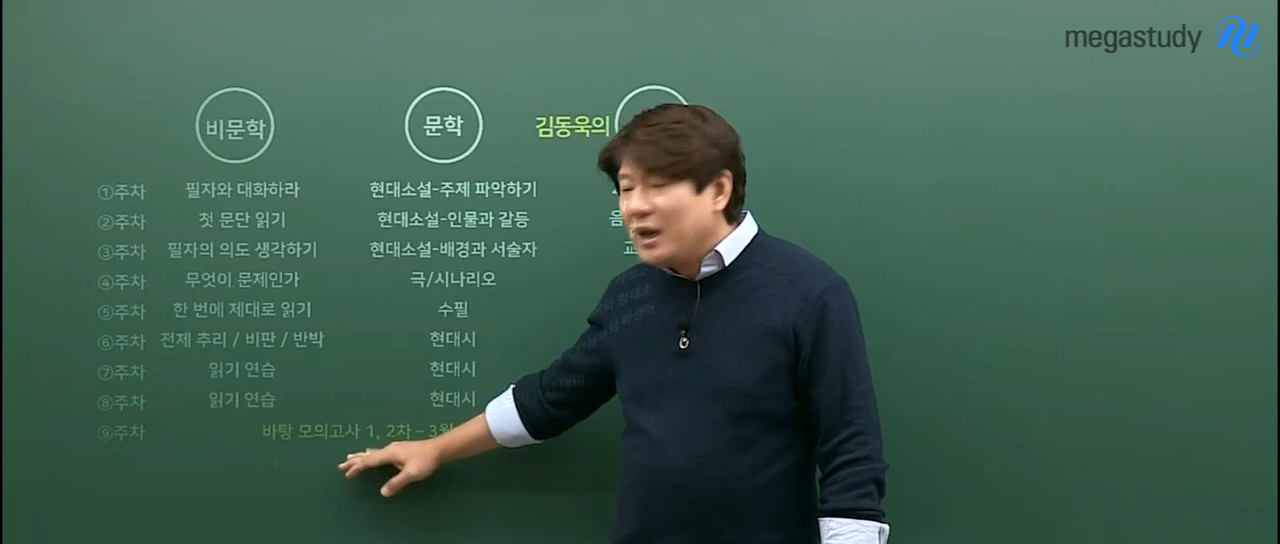 megastudy
비문학 문학 김동욱의
①주차 필자와 대화하라 현대소설-주제 파악하기
②주차 첫 문단 읽기 현대소설-인물과 갈등
③주차 필자의 의도 생각하기 현대소설-배경과 서술자
④주차 무엇이 문제인가 극/시나리오
⑤주차 한 번에 제대로 읽기 수필
⑥주차 전제 추리 / 비판 / 반박 현대시
⑦주차 읽기 연습 현대시
⑧주차 읽기 연습 현대시
⑨주차 바탕 모의고사 1, 2차 - 3월